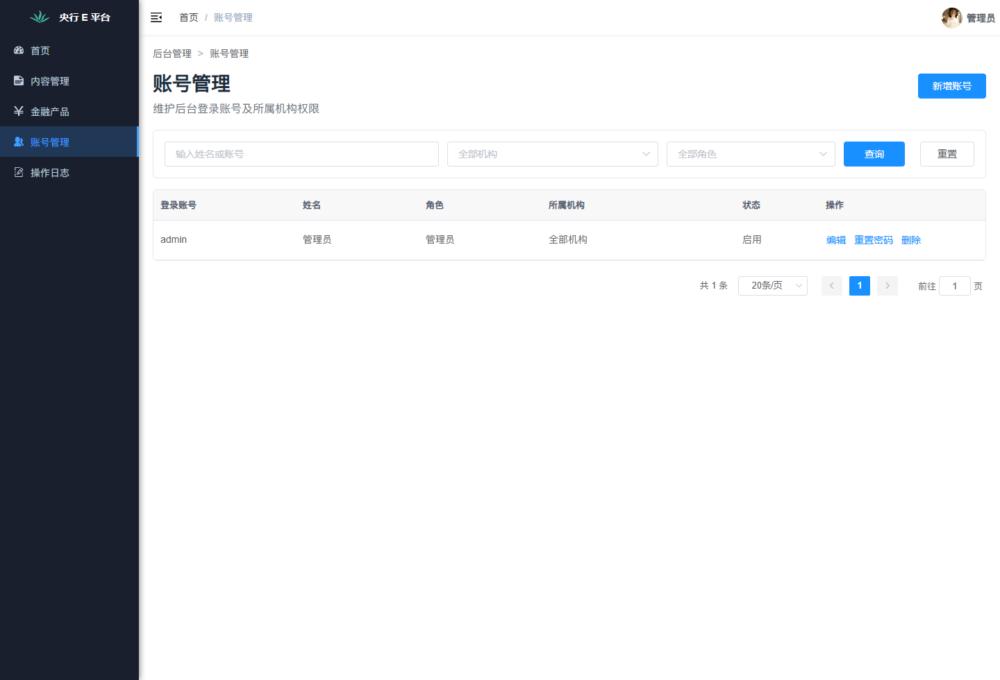 央行 E 平台
首页
内容管理
金融产品
账号管理
操作日志
首页 / 账号管理
管理员
后台管理 > 账号管理
账号管理
新增账号
维护后台登录账号及所属机构权限
输入姓名或账号 全部机构 全部角色 查询 重置
登录账号 姓名 角色 所属机构 状态 操作
admin 管理员 管理员 全部机构 启用 编辑 重置密码 删除
共 1 条 20条/页 1 前往 1 页